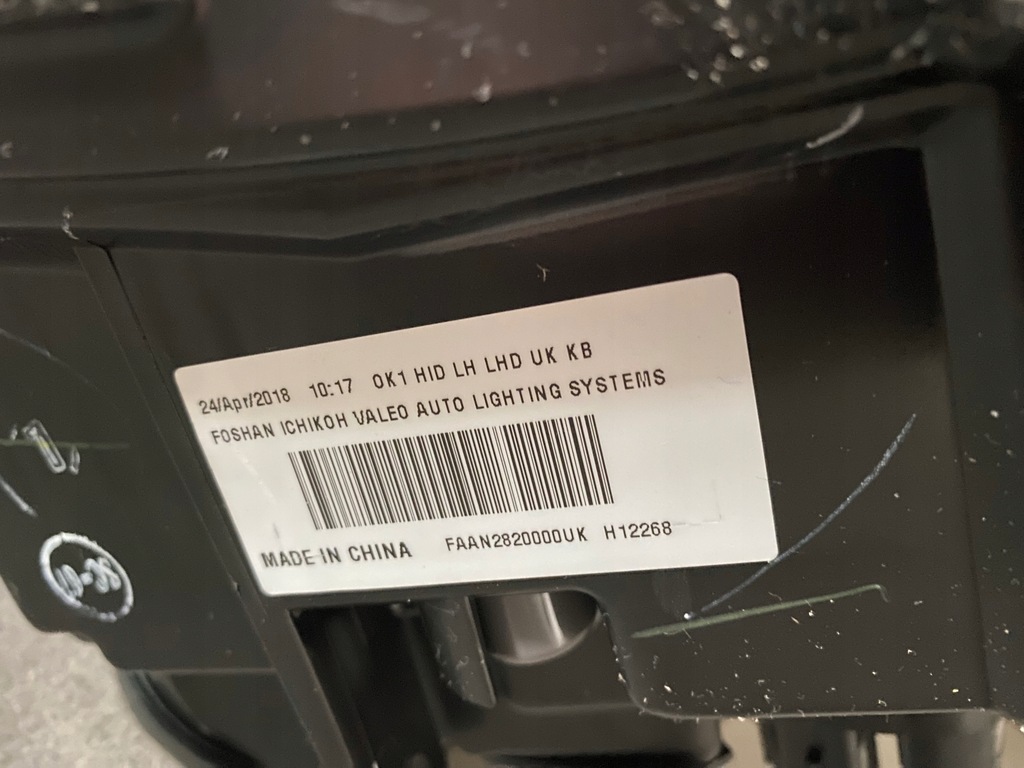 24/Apr/2018 10:17 OK1 HID LH LHD UK KB
FOSHAN ICHIKOH VALEO AUTO LIGHTING SYSTEMS
MADE IN CHINA FAAN2820000UK H12268